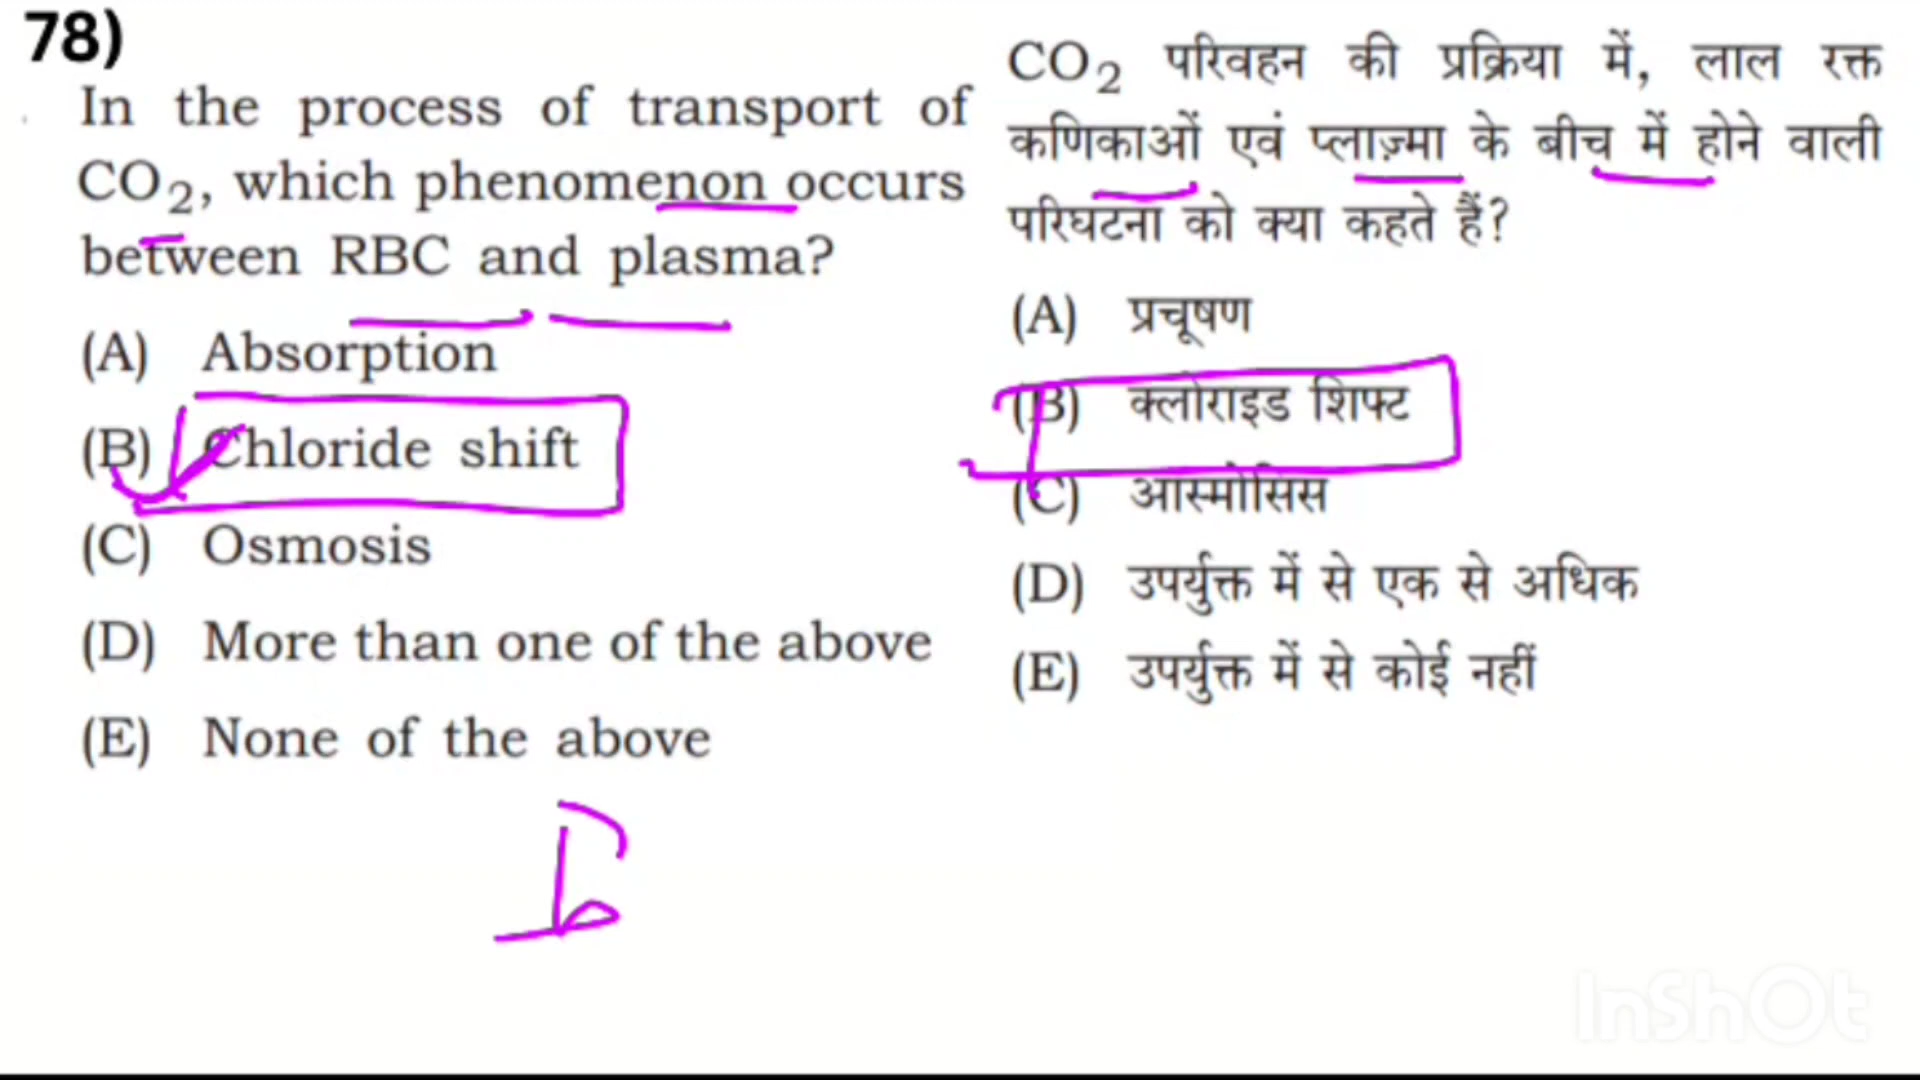 78)
In the process of transport of
CO₂, which phenomenon occurs
between RBC and plasma?
(A) Absorption
(B) Chloride shift
(C) Osmosis
(D) More than one of the above
(E) None of the above
CO₂ परिवहन की प्रक्रिया में, लाल रक्त
कणिकाओं एवं प्लाज़्मा के बीच में होने वाली
परिघटना को क्या कहते हैं?
(A) प्रचूषण
(B) क्लोराइड शिफ्ट
(C) ऑस्मोसिस
(D) उपर्युक्त में से एक से अधिक
(E) उपर्युक्त में से कोई नहीं
InShOt